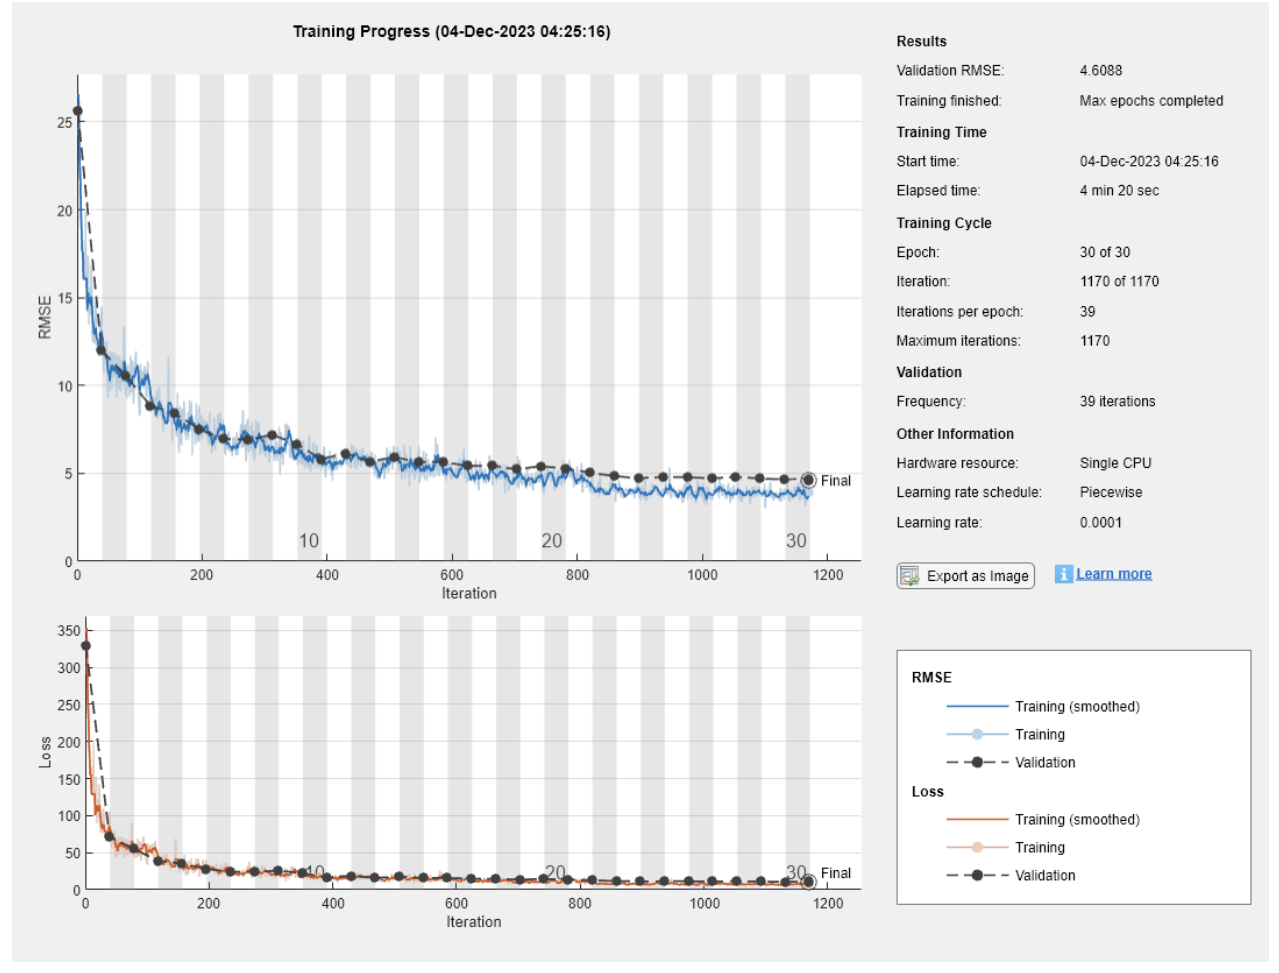 Training Progress (04-Dec-2023 04:25:16)
25
20
15
10
5
0
RMSE
10
20
30
Final
0
200
400
600
800
1000
1200
Iteration
350
300
250
200
150
100
50
0
Loss
10
20
30
Final
0
200
400
600
800
1000
1200
Iteration
Results
Validation RMSE: 4.6088
Training finished: Max epochs completed
Training Time
Start time: 04-Dec-2023 04:25:16
Elapsed time: 4 min 20 sec
Training Cycle
Epoch: 30 of 30
Iteration: 1170 of 1170
Iterations per epoch: 39
Maximum iterations: 1170
Validation
Frequency: 39 iterations
Other Information
Hardware resource: Single CPU
Learning rate schedule: Piecewise
Learning rate: 0.0001
Export as Image
i Learn more
RMSE
Training (smoothed)
Training
Validation
Loss
Training (smoothed)
Training
Validation